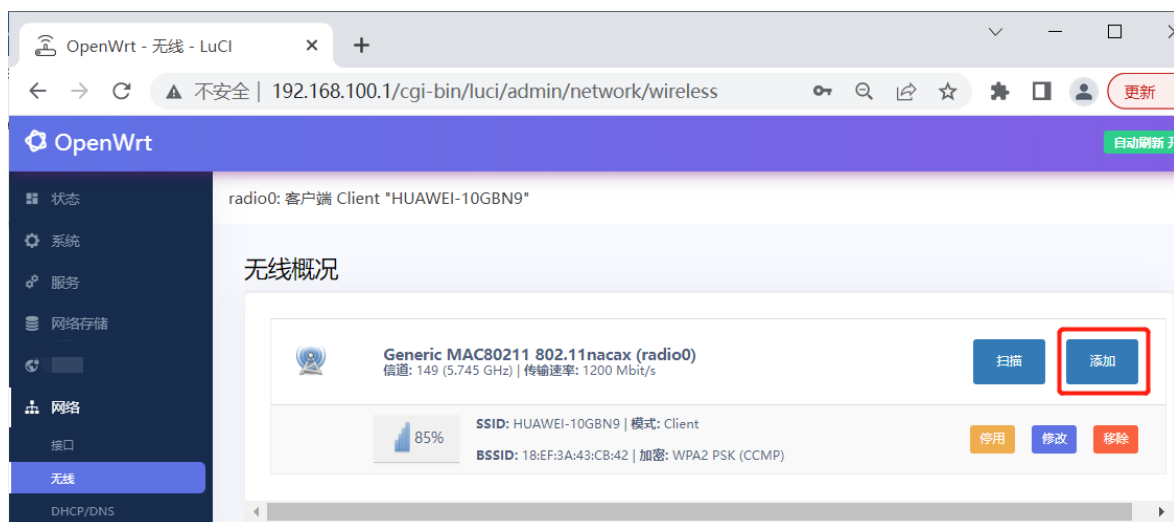 OpenWrt - 无线 - LuCI
不安全 | 192.168.100.1/cgi-bin/luci/admin/network/wireless
更新
OpenWrt
自动刷新 开
状态
radio0: 客户端 Client "HUAWEI-10GBN9"
系统
无线概况
服务
网络存储
Generic MAC80211 802.11nacax (radio0)
信道: 149 (5.745 GHz) | 传输速率: 1200 Mbit/s
扫描
添加
网络
85%
SSID: HUAWEI-10GBN9 | 模式: Client
BSSID: 18:EF:3A:43:CB:42 | 加密: WPA2 PSK (CCMP)
停用
修改
移除
接口
无线
DHCP/DNS